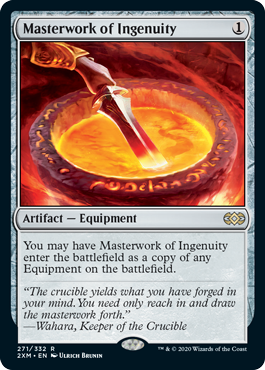 Masterwork of Ingenuity 1
Artifact — Equipment
You may have Masterwork of Ingenuity
enter the battlefield as a copy of any
Equipment on the battlefield.
“The crucible yields what you have forged in
your mind. You need only reach in and draw
the masterwork forth.”
—Wahara, Keeper of the Crucible
271/332 R
2XM • EN Ulrich Brunin
™ & © 2020 Wizards of the Coast